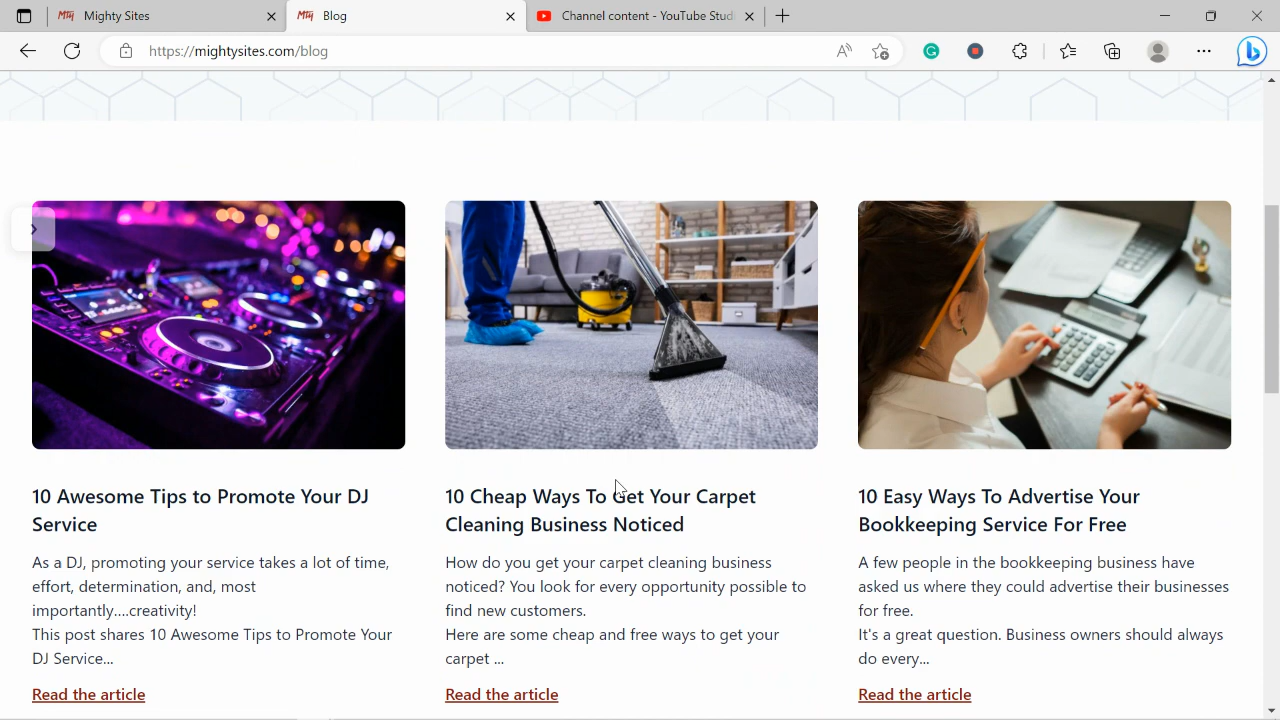 Mighty Sites
Blog
Channel content - YouTube Stud
https://mightysites.com/blog
10 Awesome Tips to Promote Your DJ
Service
As a DJ, promoting your service takes a lot of time,
effort, determination, and, most
importantly....creativity!
This post shares 10 Awesome Tips to Promote Your
DJ Service...
Read the article
10 Cheap Ways To Get Your Carpet
Cleaning Business Noticed
How do you get your carpet cleaning business
noticed? You look for every opportunity possible to
find new customers.
Here are some cheap and free ways to get your
carpet ...
Read the article
10 Easy Ways To Advertise Your
Bookkeeping Service For Free
A few people in the bookkeeping business have
asked us where they could advertise their businesses
for free.
It's a great question. Business owners should always
do every...
Read the article